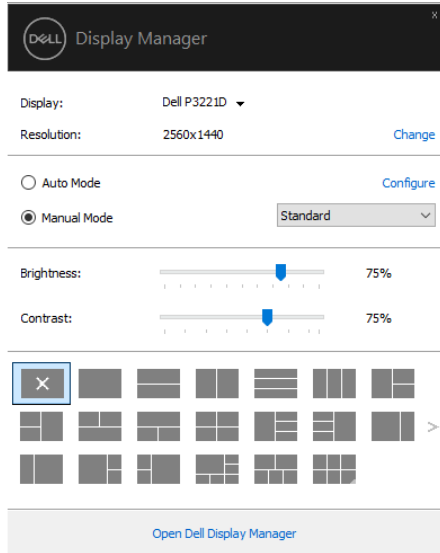 DELL Display Manager
Display: Dell P3221D
Resolution: 2560x1440 Change
Auto Mode Configure
Manual Mode Standard
Brightness: 75%
Contrast: 75%
Open Dell Display Manager